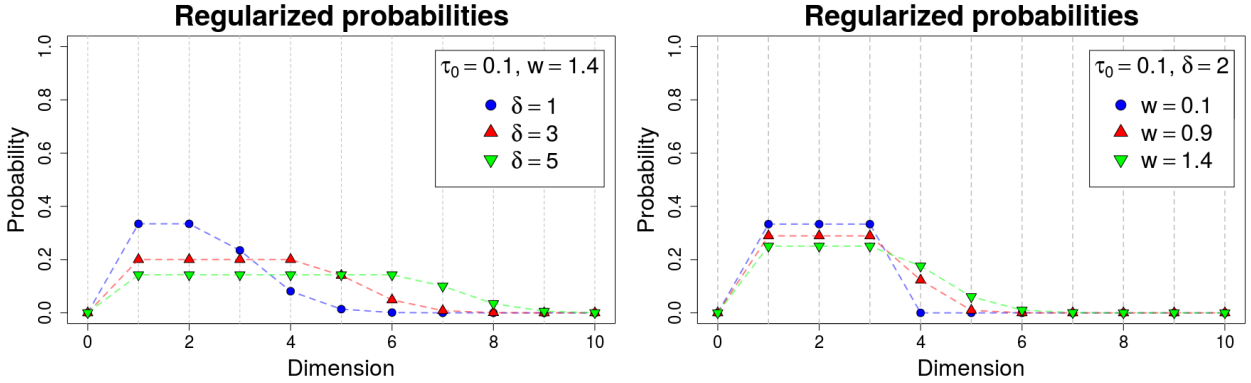 Regularized probabilities
1.0
0.8
0.6
0.4
0.2
0.0
Probability
τ₀ = 0.1, w = 1.4
δ = 1
δ = 3
δ = 5
0 2 4 6 8 10
Dimension
Regularized probabilities
1.0
0.8
0.6
0.4
0.2
0.0
Probability
τ₀ = 0.1, δ = 2
w = 0.1
w = 0.9
w = 1.4
0 2 4 6 8 10
Dimension